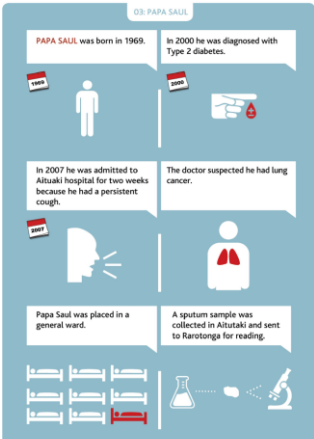 03: PAPA SAUL
PAPA SAUL was born in 1969.
In 2000 he was diagnosed with
Type 2 diabetes.
1969
2000
In 2007 he was admitted to
Aituaki hospital for two weeks
because he had a persistent
cough.
The doctor suspected he had lung
cancer.
2007
Papa Saul was placed in a
general ward.
A sputum sample was
collected in Aitutaki and sent
to Rarotonga for reading.